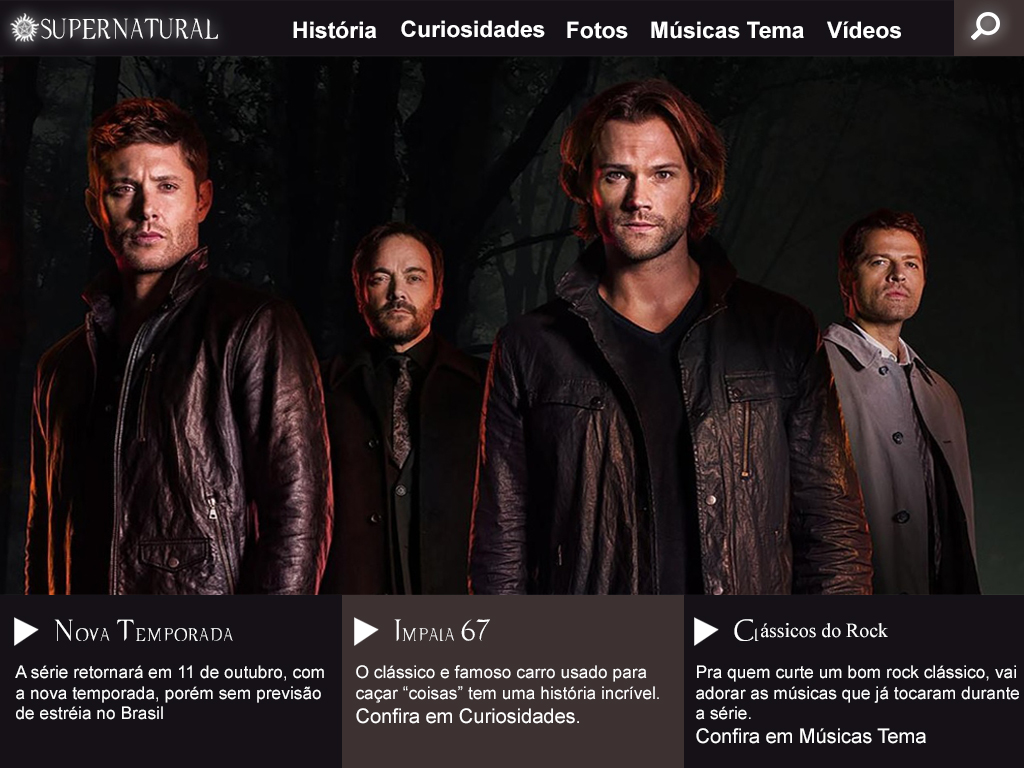 SUPERNATURAL
História Curiosidades Fotos Músicas Tema Vídeos
Nova Temporada
A série retornará em 11 de outubro, com
a nova temporada, porém sem previsão
de estréia no Brasil
Impala 67
O clássico e famoso carro usado para
caçar “coisas” tem uma história incrível.
Confira em Curiosidades.
Clássicos do Rock
Pra quem curte um bom rock clássico, vai
adorar as músicas que já tocaram durante
a série.
Confira em Músicas Tema